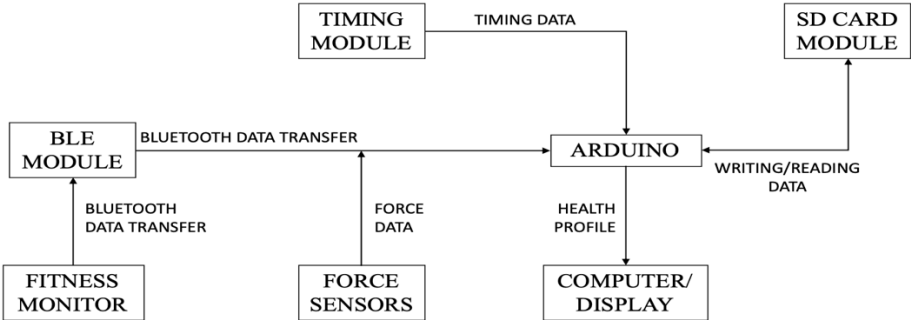 TIMING
MODULE
TIMING DATA
SD CARD
MODULE
BLE
MODULE
BLUETOOTH DATA TRANSFER
ARDUINO
WRITING/READING
DATA
BLUETOOTH
DATA TRANSFER
FORCE
DATA
HEALTH
PROFILE
FITNESS
MONITOR
FORCE
SENSORS
COMPUTER/
DISPLAY